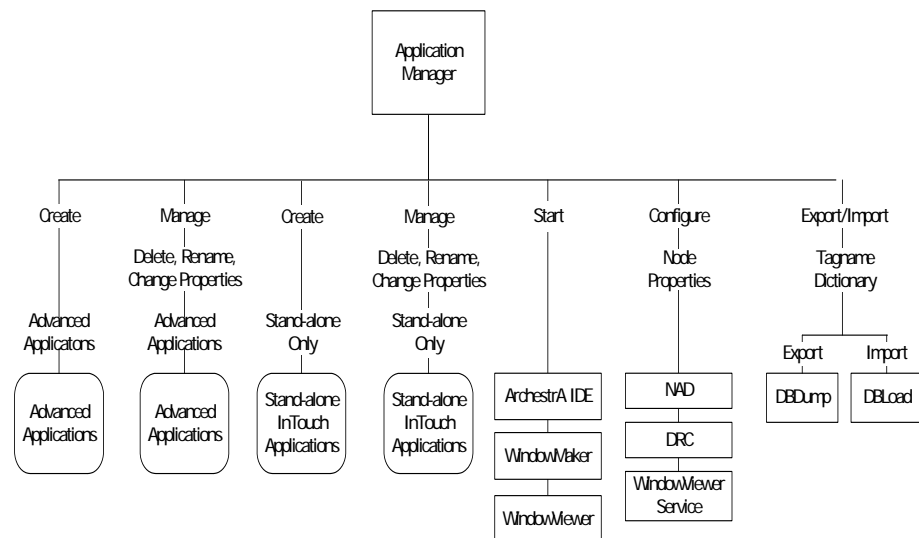 Application
Manager
Create
Manage
Create
Manage
Start
Configure
Export/Import
Delete, Rename,
Change Properties
Delete, Rename,
Change Properties
Node
Properties
Tagname
Dictionary
Advanced
Applicatons
Advanced
Applications
Stand-alone
Only
Stand-alone
Only
Export
Import
Advanced
Applications
Advanced
Applications
Stand-alone
InTouch
Applications
Stand-alone
InTouch
Applications
ArchestrA IDE
WindowMaker
WindowViewer
NAD
DRC
WindowViewer
Service
DBDump
DBLoad